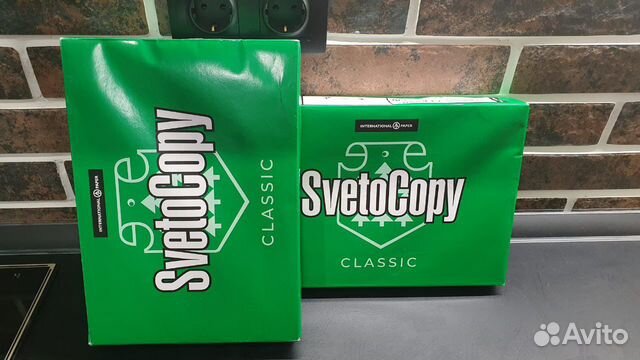 INTERNATIONAL PAPER
SvetoCopy
CLASSIC
INTERNATIONAL PAPER
SvetoCopy
CLASSIC
Avito